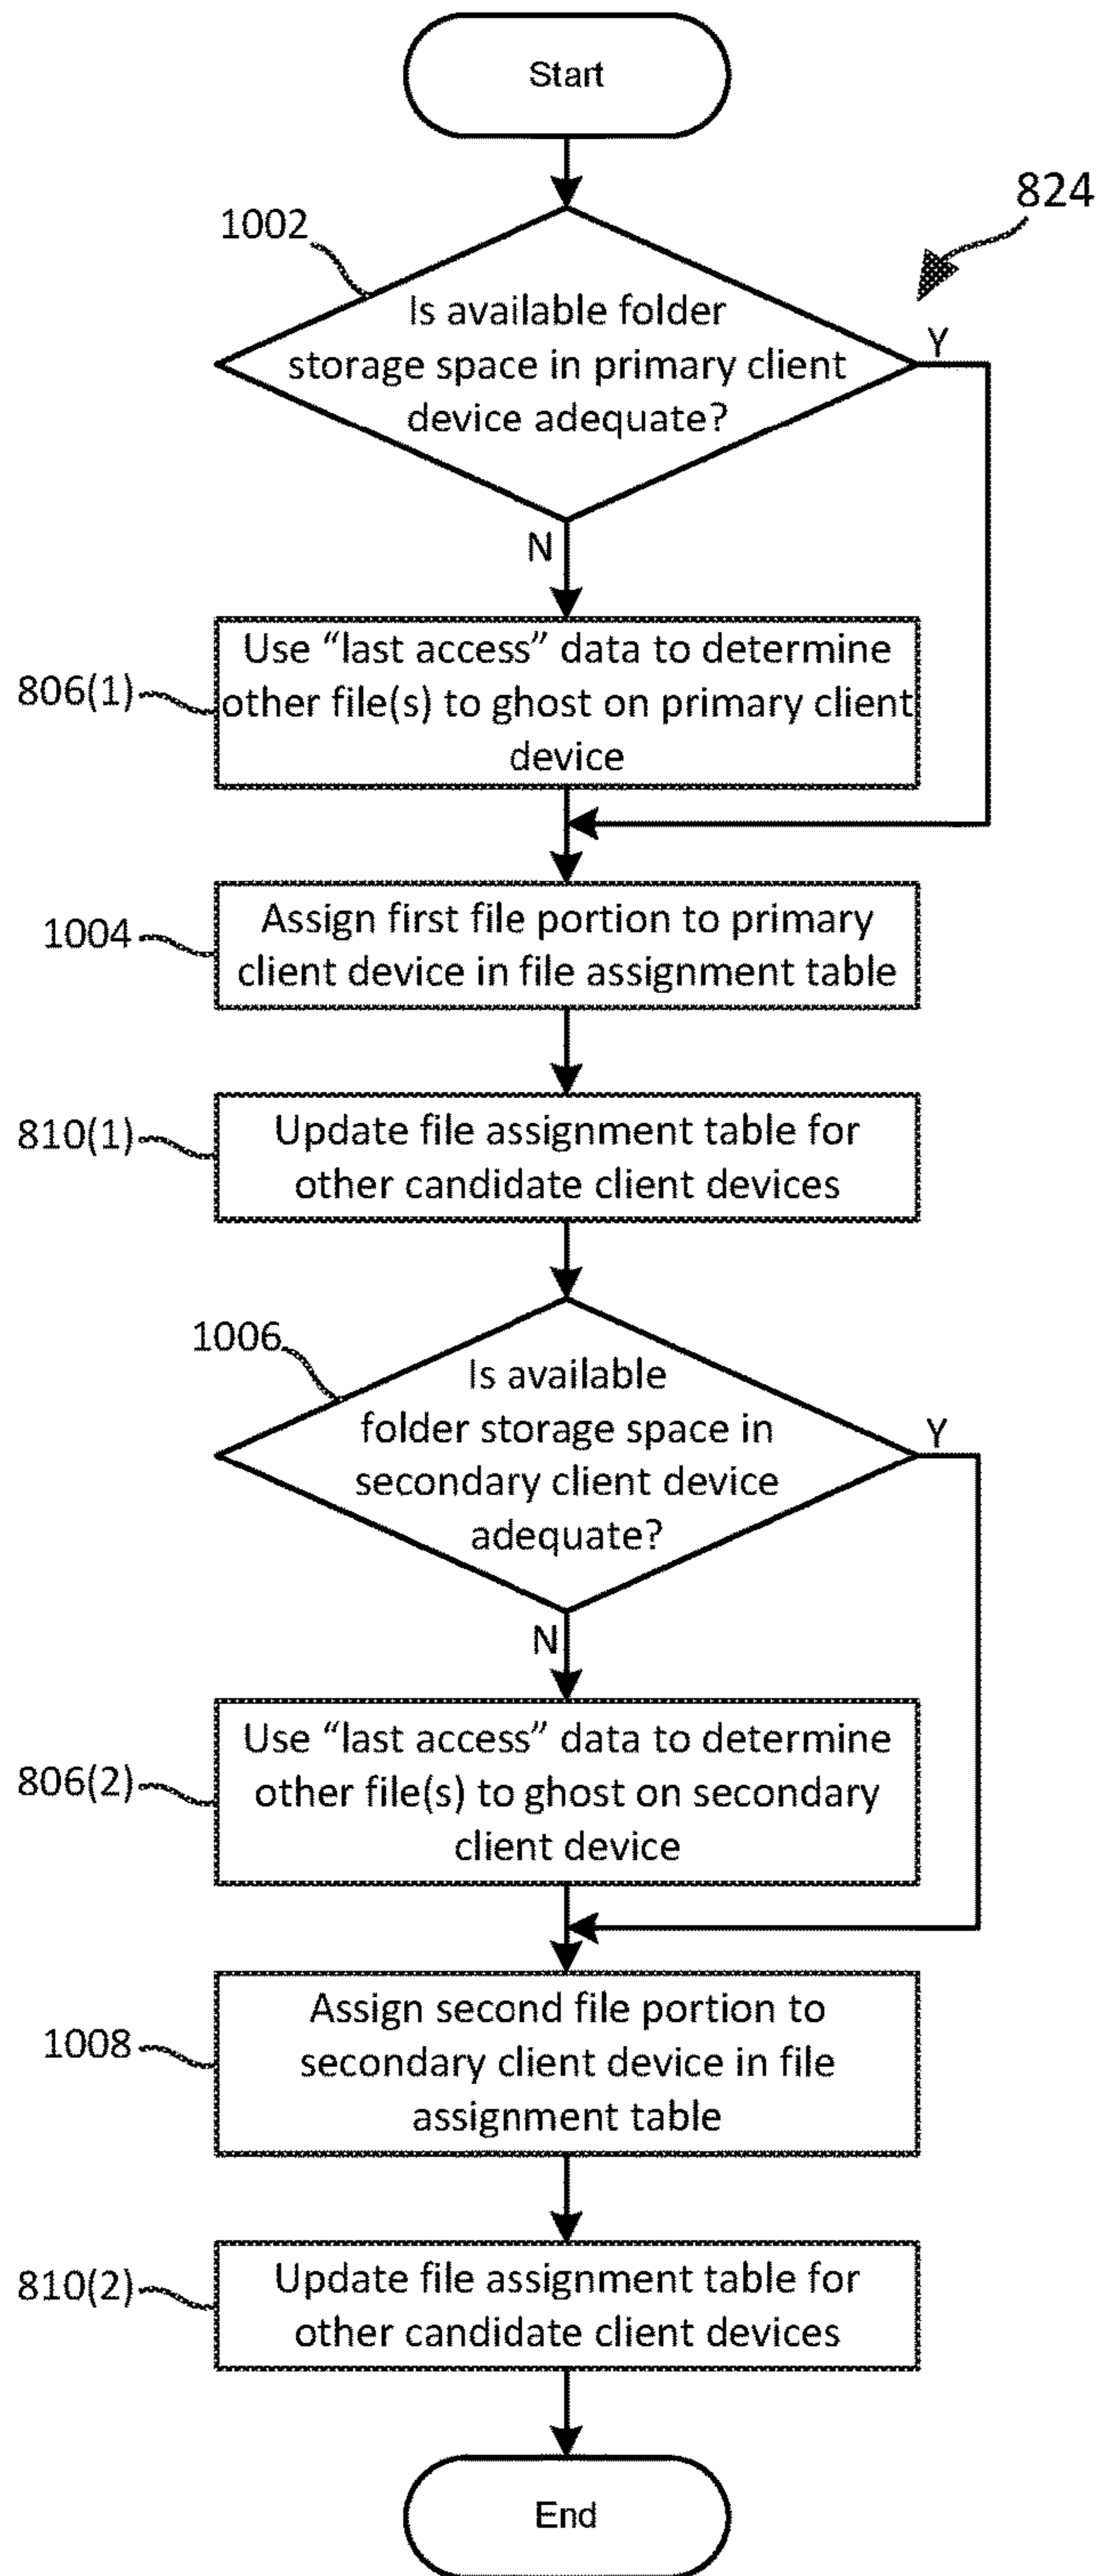 Start
824
1002
Is available folder
storage space in primary client
device adequate?
Y
N
806(1)
Use “last access” data to determine
other file(s) to ghost on primary client
device
1004
Assign first file portion to primary
client device in file assignment table
810(1)
Update file assignment table for
other candidate client devices
1006
Is available
folder storage space in
secondary client device
adequate?
Y
N
806(2)
Use “last access” data to determine
other file(s) to ghost on secondary
client device
1008
Assign second file portion to
secondary client device in file
assignment table
810(2)
Update file assignment table for
other candidate client devices
End